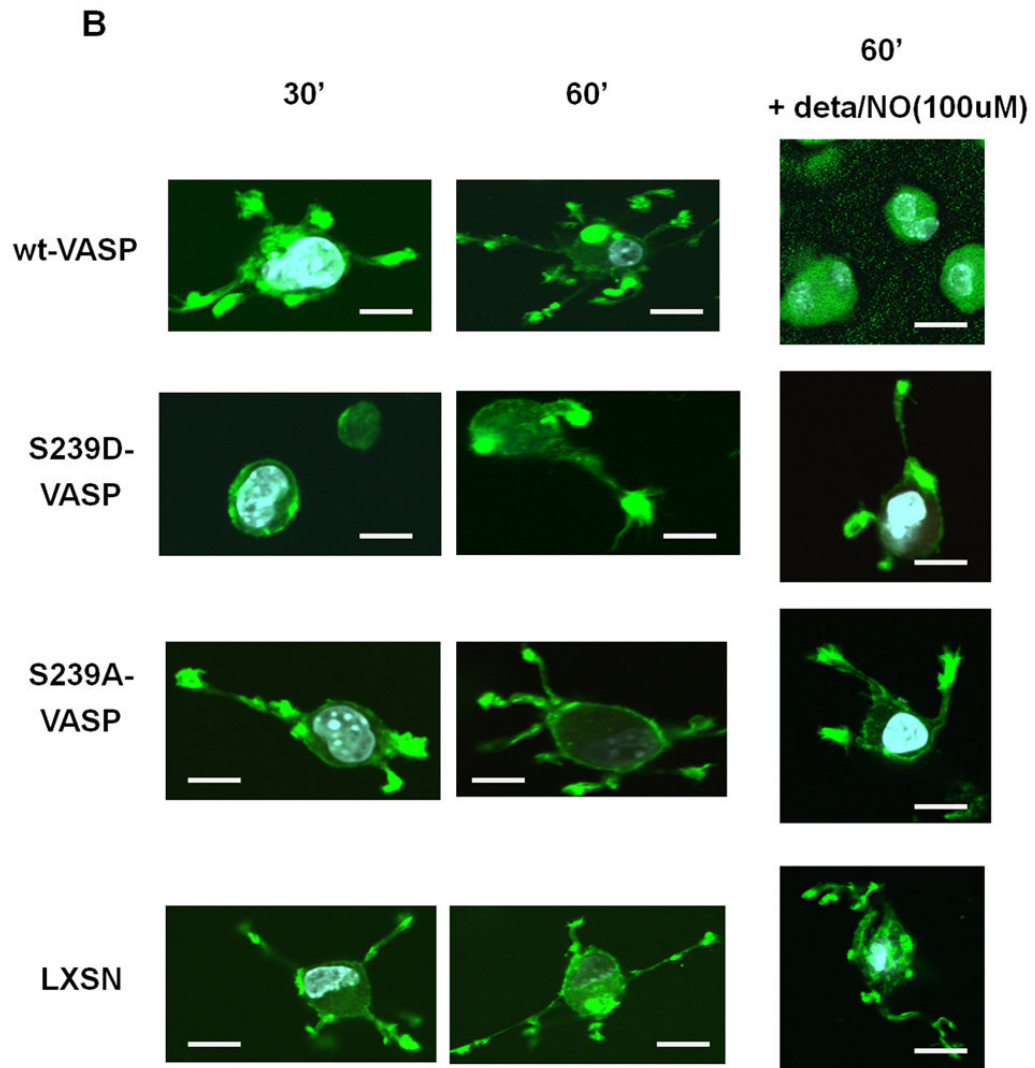 B
30’
60’
60’
+ deta/NO(100uM)
wt-VASP
S239D-
VASP
S239A-
VASP
LXSN